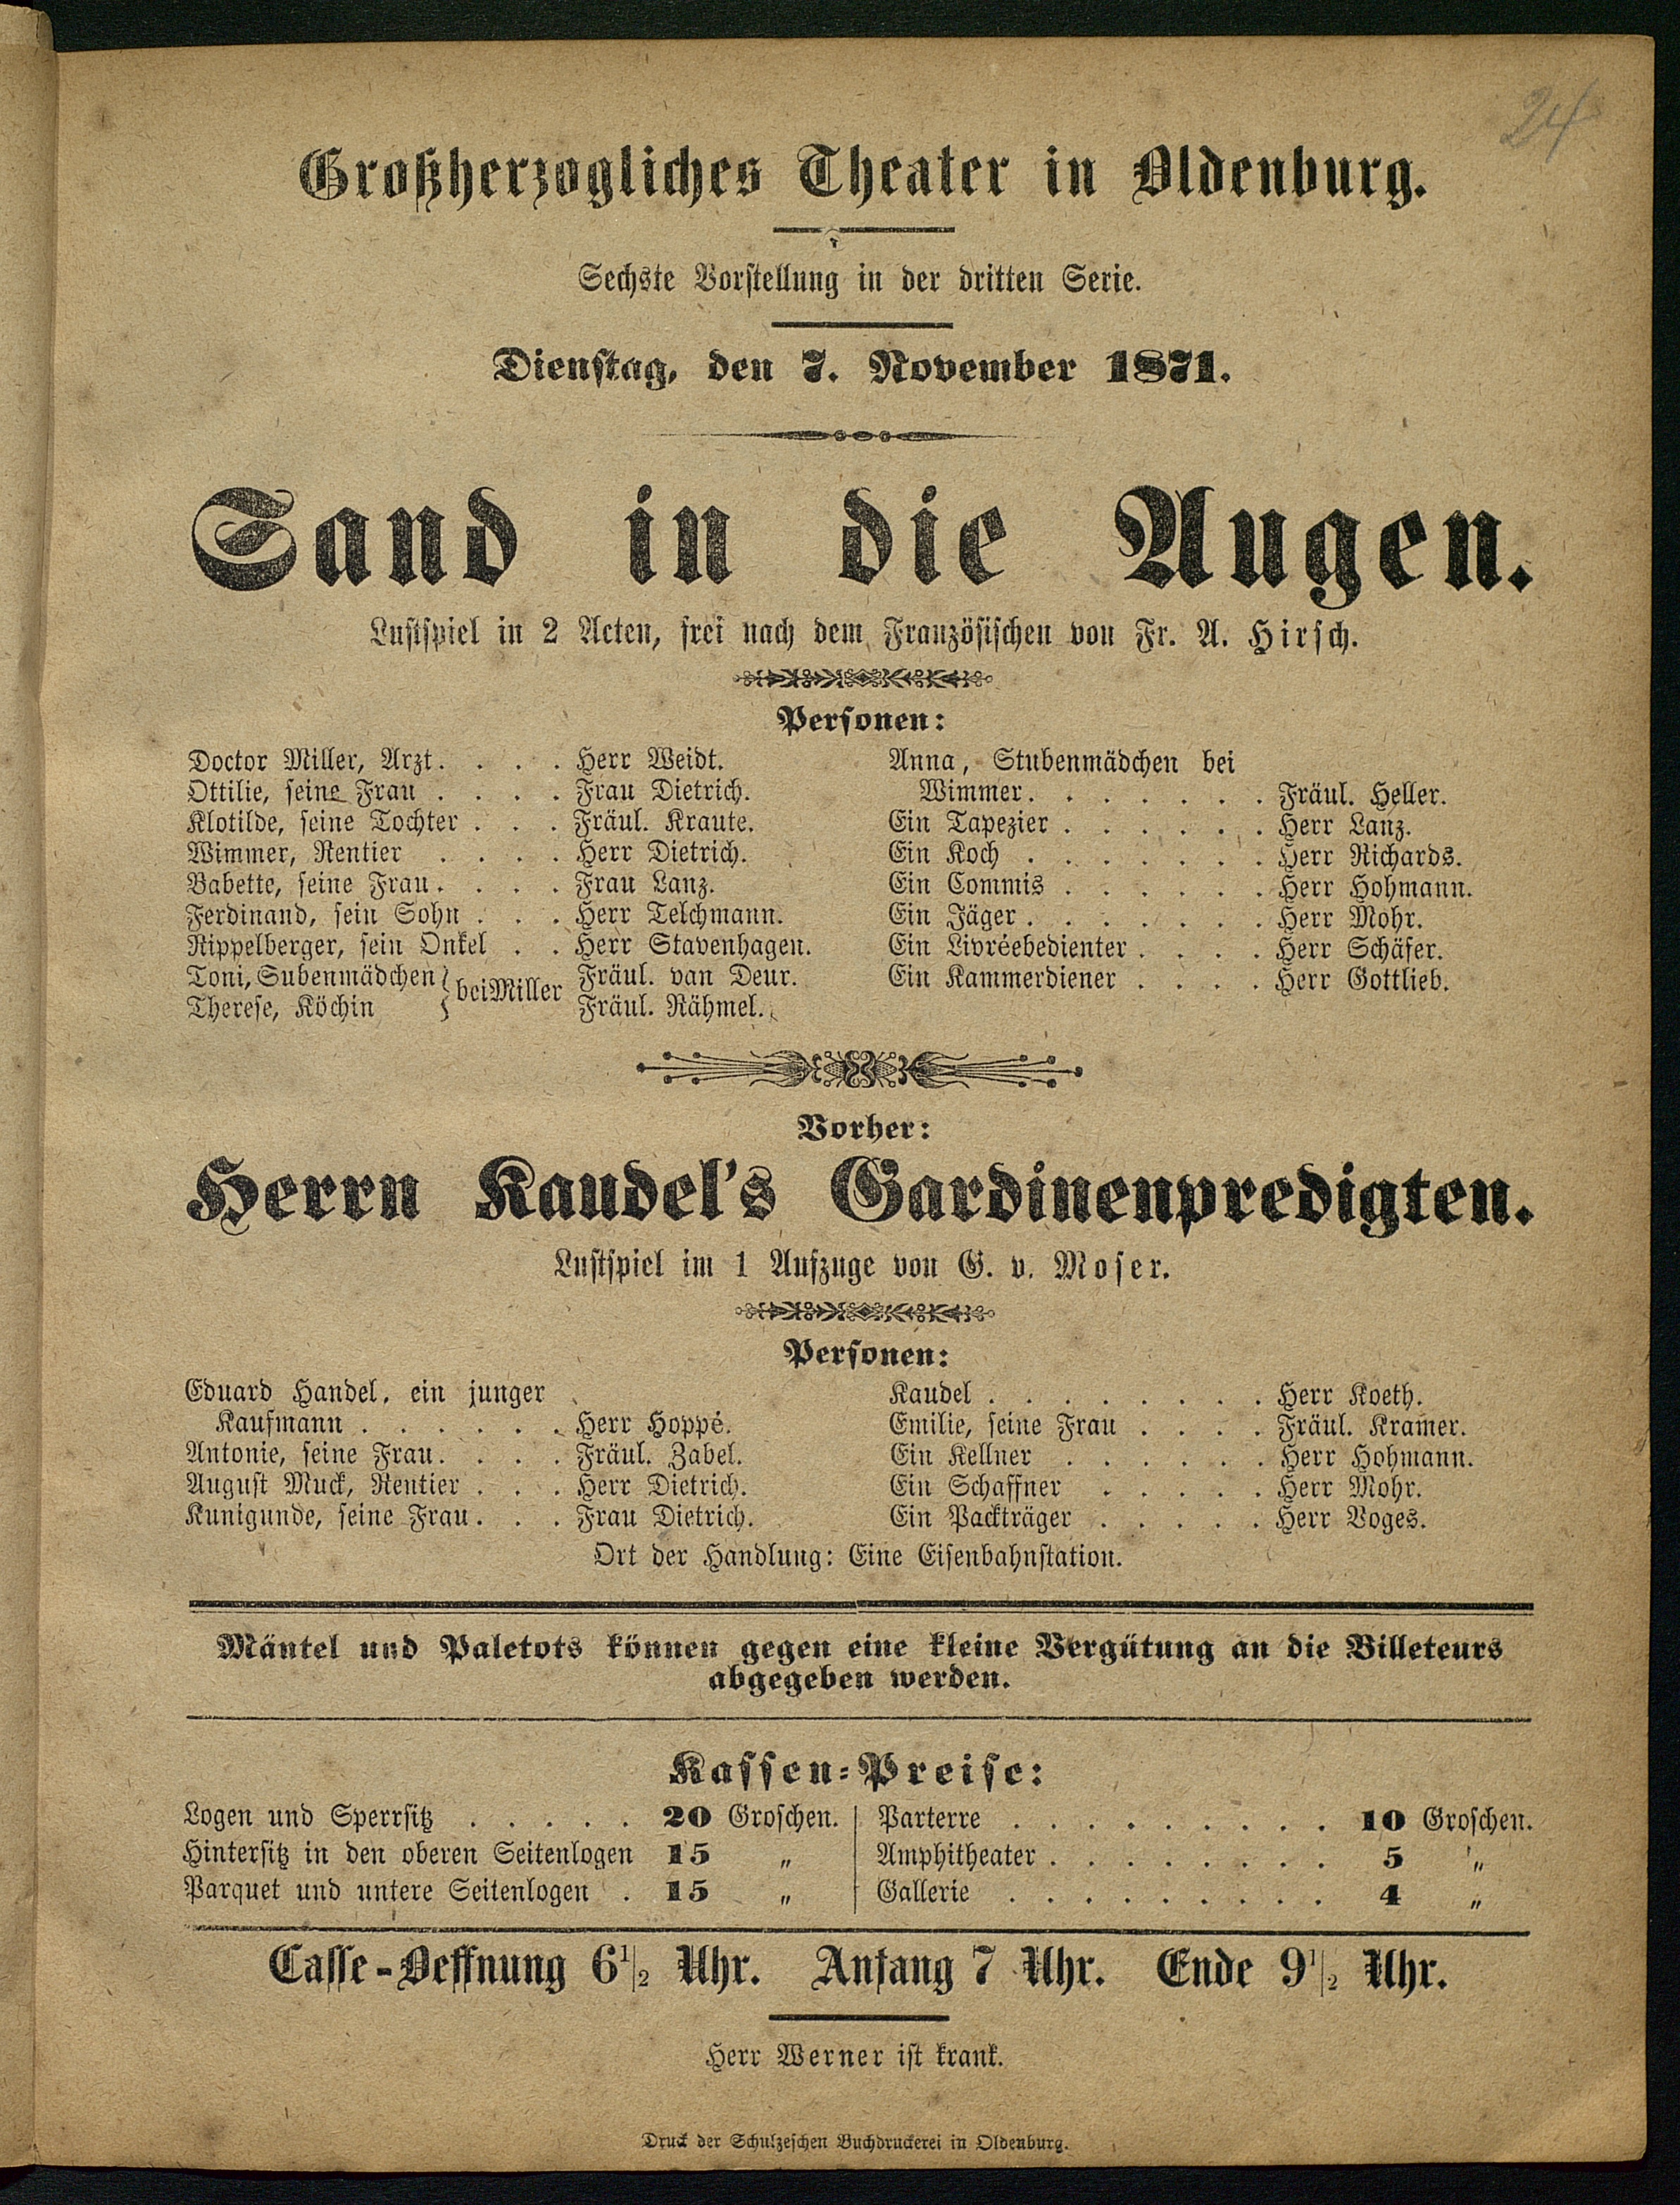 24
Großherzogliches Theater in Oldenburg.
Sechste Vorstellung in der dritten Serie.
Dienstag, den 7. November 1871.
Sand in die Augen.
Lustspiel in 2 Acten, frei nach dem Französischen von Fr. A. Hirsch.
Personen:
Doctor Miller, Arzt. . . . . Herr Weidt.
Ottilie, seine Frau . . . . Frau Dietrich.
Klotilde, seine Tochter . . . Fräul. Kraute.
Wimmer, Rentier . . . . Herr Dietrich.
Babette, seine Frau. . . . Frau Lanz.
Ferdinand, sein Sohn . . . Herr Telchmann.
Rippelberger, sein Onkel . . Herr Stavenhagen.
Toni, Subenmädchen } bei Miller Fräul. van Deur.
Therese, Köchin } Fräul. Rähmel.
Anna, Stubenmädchen bei
Wimmer. . . . . . . Fräul. Heller.
Ein Tapezier . . . . . . Herr Lanz.
Ein Koch . . . . . . . Herr Richards.
Ein Commis . . . . . . Herr Hohmann.
Ein Jäger . . . . . . . Herr Mohr.
Ein Livréebedienter . . . . Herr Schäfer.
Ein Kammerdiener . . . . Herr Gottlieb.
Vorher:
Herrn Kaudel's Gardinenpredigten.
Lustspiel im 1 Aufzuge von G. v. Moser.
Personen:
Eduard Handel, ein junger
Kaufmann . . . . . . Herr Hoppé.
Antonie, seine Frau. . . . Fräul. Zabel.
August Muck, Rentier . . . Herr Dietrich.
Kunigunde, seine Frau. . . Frau Dietrich.
Kaudel . . . . . . . . Herr Koeth.
Emilie, seine Frau . . . . Fräul. Kramer.
Ein Kellner . . . . . . Herr Hohmann.
Ein Schaffner . . . . . Herr Mohr.
Ein Packträger . . . . . Herr Voges.
Ort der Handlung: Eine Eisenbahnstation.
Mäntel und Paletots können gegen eine kleine Vergütung an die Billeteurs
abgegeben werden.
Kassen-Preise:
Logen und Sperrsitz . . . . . 20 Groschen.
Hintersitz in den oberen Seitenlogen 15 "
Parquet und untere Seitenlogen . 15 "
Parterre . . . . . . . . . 10 Groschen.
Amphitheater . . . . . . . . 5 "
Gallerie . . . . . . . . . 4 "
Casse-Oeffnung 6 1/2 Uhr. Anfang 7 Uhr. Ende 9 1/2 Uhr.
Herr Werner ist krank.
Druck der Schulzeschen Buchdruckerei in Oldenburg.